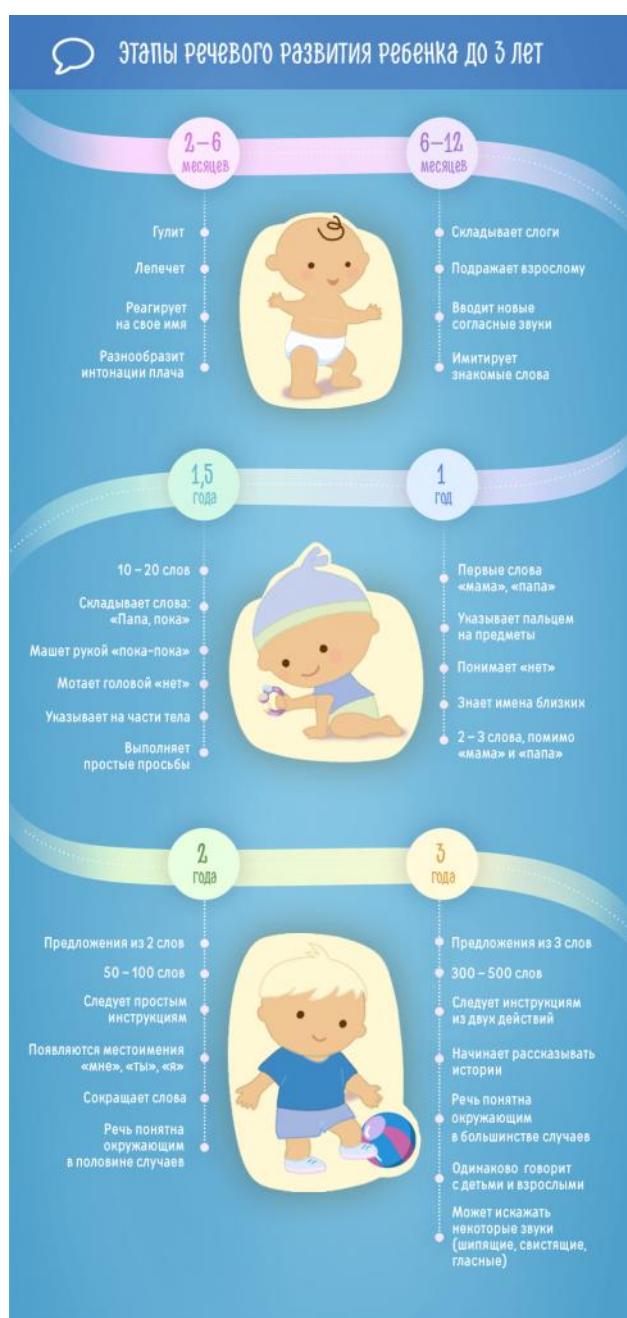 Этапы речевого развития ребенка до 3 лет
2–6
месяцев
Гулит
Лепечет
Реагирует
на свое имя
Разнообразит
интонации плача
6–12
месяцев
Складывает слоги
Подражает взрослому
Вводит новые
согласные звуки
Имитирует
знакомые слова
1
год
Первые слова
«мама», «папа»
Указывает пальцем
на предметы
Понимает «нет»
Знает имена близких
2 – 3 слова, помимо
«мама» и «папа»
1,5
года
10 – 20 слов
Складывает слова:
«Папа, пока»
Машет рукой «пока-пока»
Мотает головой «нет»
Указывает на части тела
Выполняет
простые просьбы
2
года
Предложения из 2 слов
50 – 100 слов
Следует простым
инструкциям
Появляются местоимения
«мне», «ты», «я»
Сокращает слова
Речь понятна
окружающим
в половине случаев
3
года
Предложения из 3 слов
300 – 500 слов
Следует инструкциям
из двух действий
Начинает рассказывать
истории
Речь понятна
окружающим
в большинстве случаев
Одинаково говорит
с детьми и взрослыми
Может искажать
некоторые звуки
(шипящие, свистящие,
гласные)